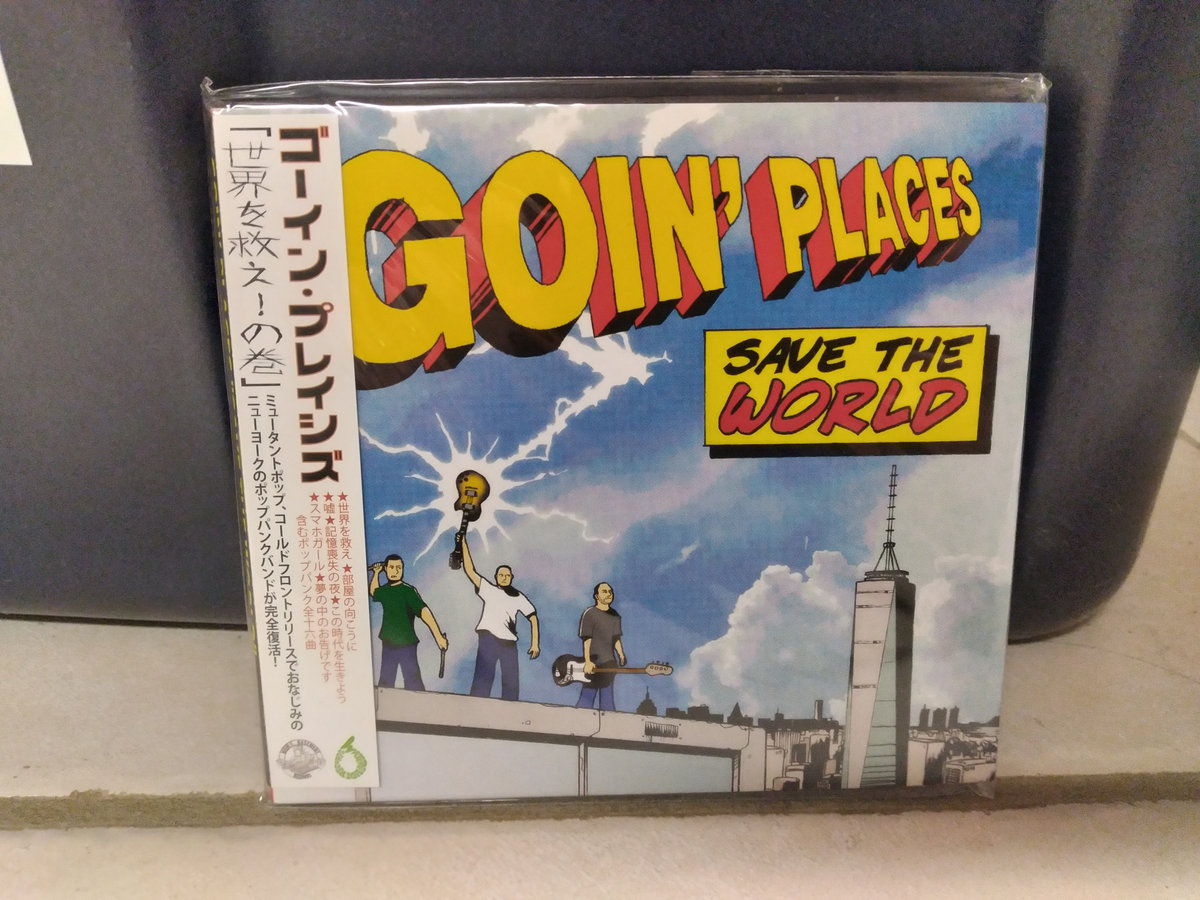 ゴーイン・プレイシズ
「世界を救え!の巻」
ミュータントポップ、コールドフロントリリースでおなじみの
ニューヨークのポップパンクバンドが完全復活!
★世界を救え★部屋の向こうに
★嘘★記憶喪失の夜★この時代を生きよう
★スマホガール★夢の中のお告げです
含むポップパンク全十六曲
GOIN' PLACES
SAVE THE
WORLD